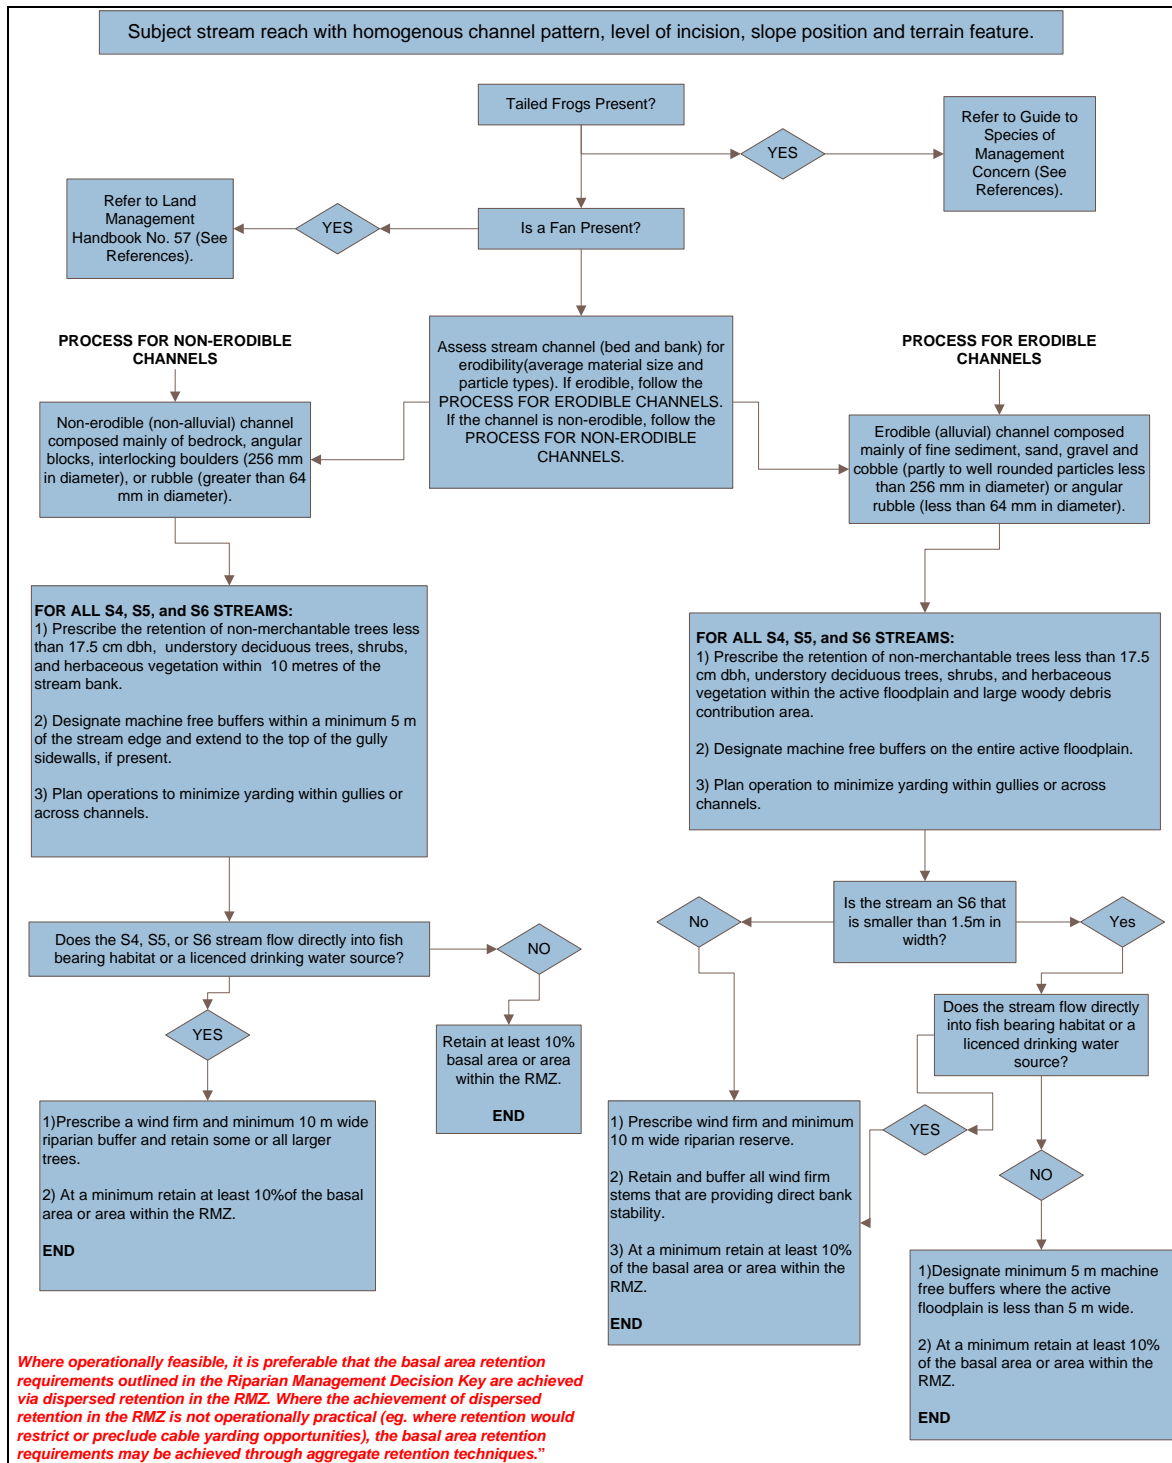 Subject stream reach with homogenous channel pattern, level of incision, slope position and terrain feature.
Tailed Frogs Present?
YES
Refer to Guide to
Species of
Management
Concern (See
References).
Is a Fan Present?
YES
Refer to Land
Management
Handbook No. 57 (See
References).
Assess stream channel (bed and bank) for
erodibility(average material size and
particle types). If erodible, follow the
PROCESS FOR ERODIBLE CHANNELS.
If the channel is non-erodible, follow the
PROCESS FOR NON-ERODIBLE
CHANNELS.
PROCESS FOR NON-ERODIBLE
CHANNELS
Non-erodible (non-alluvial) channel
composed mainly of bedrock, angular
blocks, interlocking boulders (256 mm
in diameter), or rubble (greater than 64
mm in diameter).
FOR ALL S4, S5, and S6 STREAMS:
1) Prescribe the retention of non-merchantable trees less
than 17.5 cm dbh, understory deciduous trees, shrubs,
and herbaceous vegetation within 10 metres of the
stream bank.
2) Designate machine free buffers within a minimum 5 m
of the stream edge and extend to the top of the gully
sidewalls, if present.
3) Plan operations to minimize yarding within gullies or
across channels.
Does the S4, S5, or S6 stream flow directly into fish
bearing habitat or a licenced drinking water source?
NO
Retain at least 10%
basal area or area
within the RMZ.
END
YES
1)Prescribe a wind firm and minimum 10 m wide
riparian buffer and retain some or all larger
trees.
2) At a minimum retain at least 10%of the basal
area or area within the RMZ.
END
PROCESS FOR ERODIBLE
CHANNELS
Erodible (alluvial) channel composed
mainly of fine sediment, sand, gravel and
cobble (partly to well rounded particles less
than 256 mm in diameter) or angular
rubble (less than 64 mm in diameter).
FOR ALL S4, S5, and S6 STREAMS:
1) Prescribe the retention of non-merchantable trees less than 17.5
cm dbh, understory deciduous trees, shrubs, and herbaceous
vegetation within the active floodplain and large woody debris
contribution area.
2) Designate machine free buffers on the entire active floodplain.
3) Plan operation to minimize yarding within gullies or across
channels.
Is the stream an S6 that
is smaller than 1.5m in
width?
No
Yes
Does the stream flow directly
into fish bearing habitat or a
licenced drinking water
source?
YES
NO
1) Prescribe wind firm and minimum
10 m wide riparian reserve.
2) Retain and buffer all wind firm
stems that are providing direct bank
stability.
3) At a minimum retain at least 10%
of the basal area or area within the
RMZ.
END
1)Designate minimum 5 m machine
free buffers where the active
floodplain is less than 5 m wide.
2) At a minimum retain at least 10%
of the basal area or area within the
RMZ.
END
Where operationally feasible, it is preferable that the basal area retention
requirements outlined in the Riparian Management Decision Key are achieved
via dispersed retention in the RMZ. Where the achievement of dispersed
retention in the RMZ is not operationally practical (eg. where retention would
restrict or preclude cable yarding opportunities), the basal area retention
requirements may be achieved through aggregate retention techniques.”